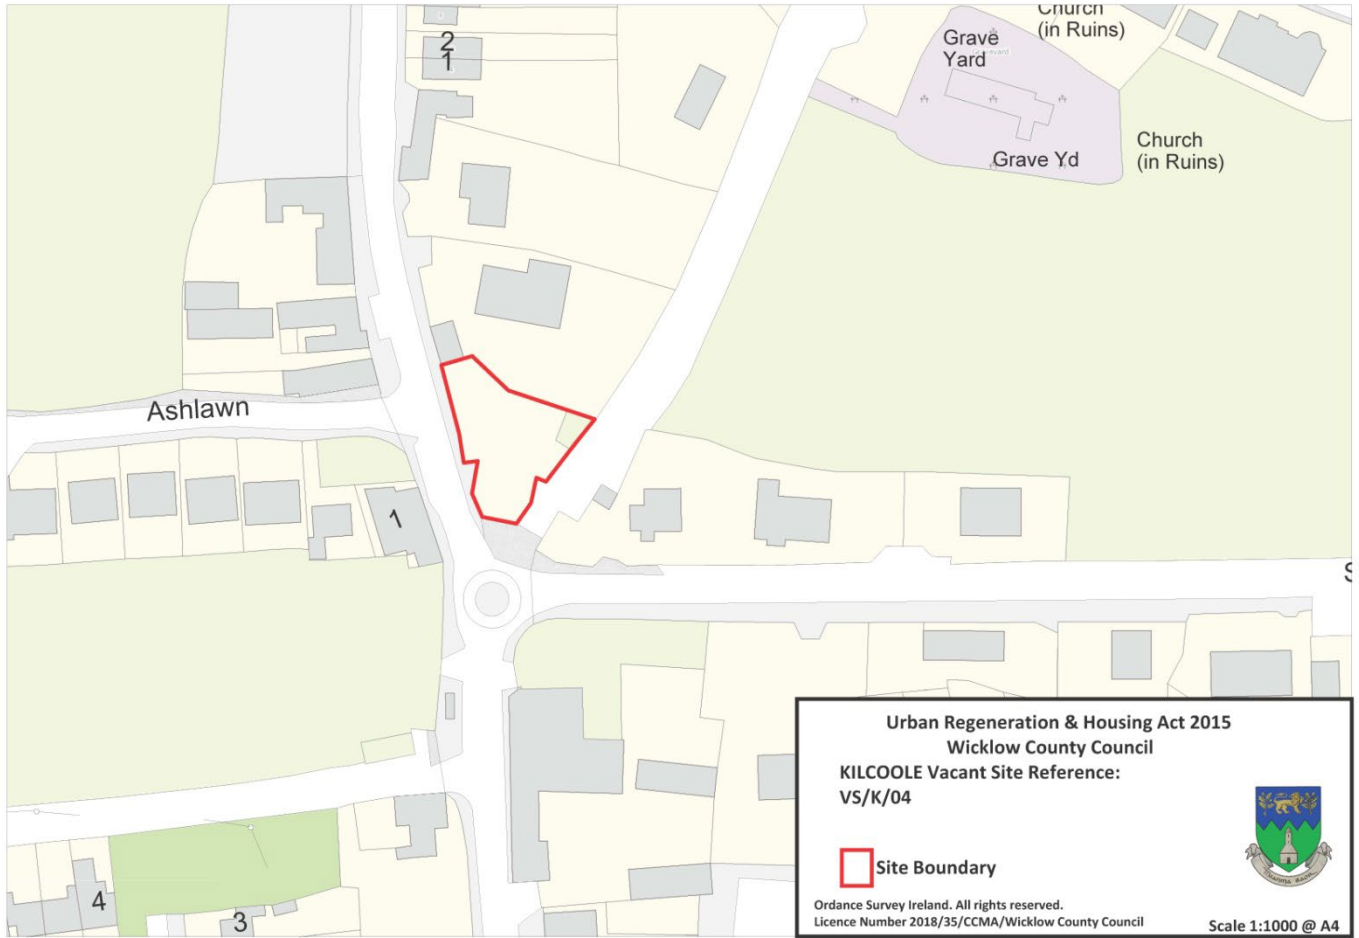 Church
(in Ruins)
Grave
Yard
Graveyard
2
1
Church
(in Ruins)
Grave Yd
Ashlawn
1
S
Urban Regeneration & Housing Act 2015
Wicklow County Council
KILCOOLE Vacant Site Reference:
VS/K/04
Site Boundary
Ordance Survey Ireland. All rights reserved.
Licence Number 2018/35/CCMA/Wicklow County Council
Scale 1:1000 @ A4
4
3